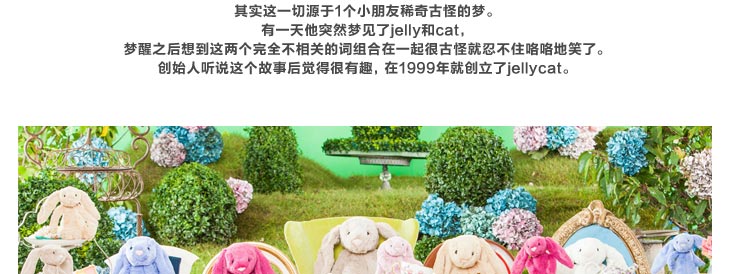 其实这一切源于1个小朋友稀奇古怪的梦。
有一天他突然梦见了jelly和cat，
梦醒之后想到这两个完全不相关的词组合在一起很古怪就忍不住咯咯地笑了。
创始人听说这个故事后觉得很有趣，在1999年就创立了jellycat。